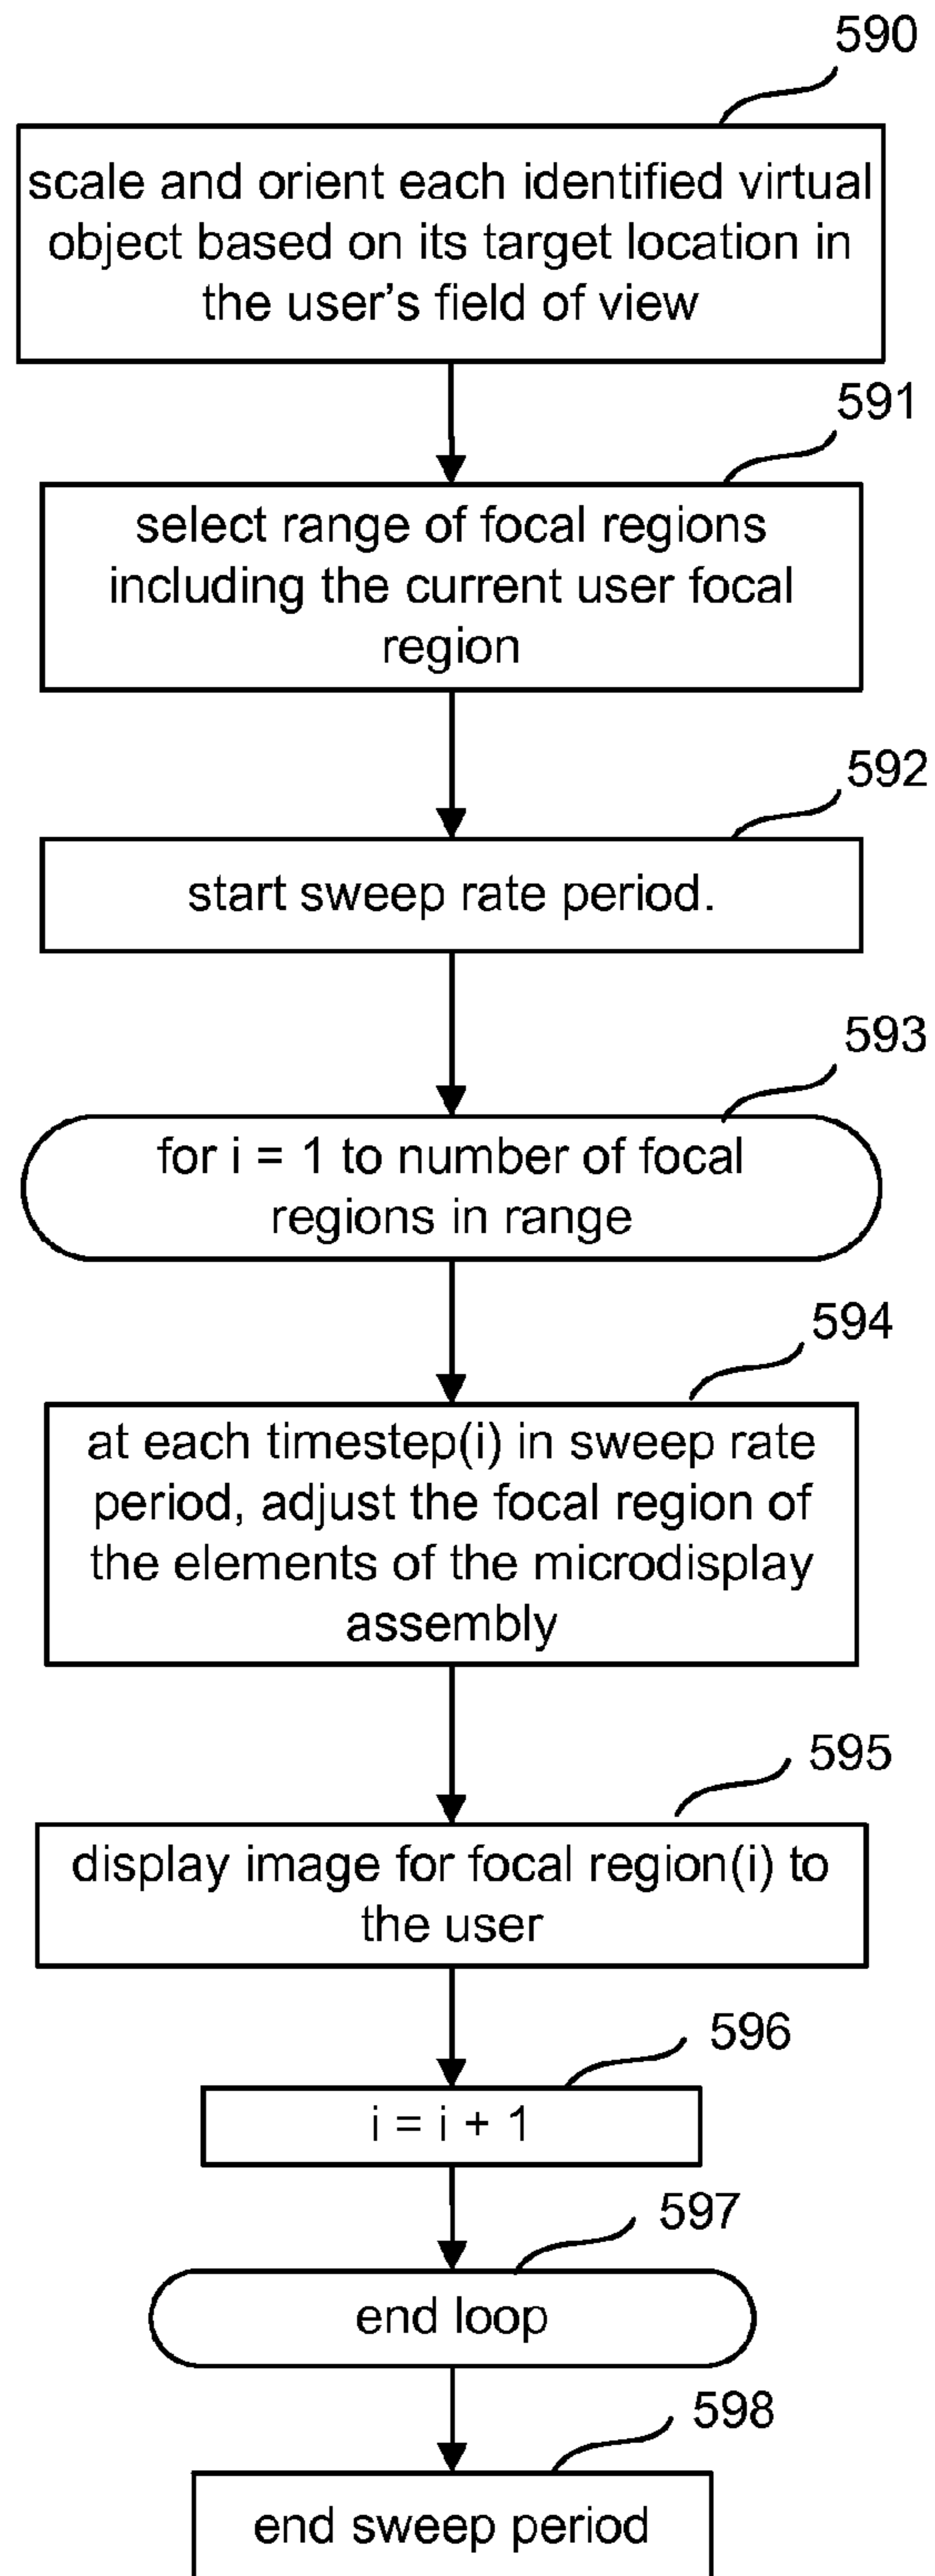 590
scale and orient each identified virtual
object based on its target location in
the user's field of view
591
select range of focal regions
including the current user focal
region
592
start sweep rate period.
593
for i = 1 to number of focal
regions in range
594
at each timestep(i) in sweep rate
period, adjust the focal region of
the elements of the microdisplay
assembly
595
display image for focal region(i) to
the user
596
i = i + 1
597
end loop
598
end sweep period